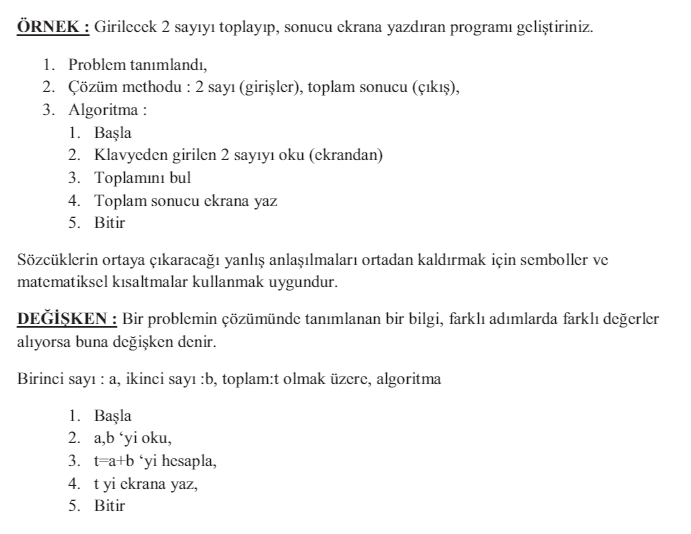 ÖRNEK : Girilecek 2 sayıyı toplayıp, sonucu ekrana yazdıran programı geliştiriniz.
1. Problem tanımlandı,
2. Çözüm methodu : 2 sayı (girişler), toplam sonucu (çıkış),
3. Algoritma :
1. Başla
2. Klavyeden girilen 2 sayıyı oku (ekrandan)
3. Toplamını bul
4. Toplam sonucu ekrana yaz
5. Bitir
Sözcüklerin ortaya çıkaracağı yanlış anlaşılmaları ortadan kaldırmak için semboller ve
matematiksel kısaltmalar kullanmak uygundur.
DEĞİŞKEN : Bir problemin çözümünde tanımlanan bir bilgi, farklı adımlarda farklı değerler
alıyorsa buna değişken denir.
Birinci sayı : a, ikinci sayı :b, toplam:t olmak üzere, algoritma
1. Başla
2. a,b ‘yi oku,
3. t=a+b ‘yi hesapla,
4. t yi ekrana yaz,
5. Bitir